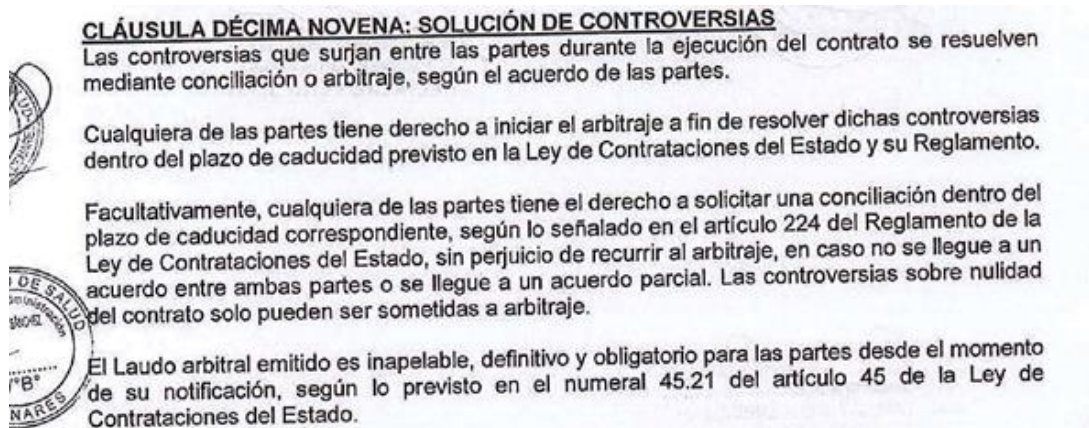 CLÁUSULA DÉCIMA NOVENA: SOLUCIÓN DE CONTROVERSIAS
Las controversias que surjan entre las partes durante la ejecución del contrato se resuelven
mediante conciliación o arbitraje, según el acuerdo de las partes.
Cualquiera de las partes tiene derecho a iniciar el arbitraje a fin de resolver dichas controversias
dentro del plazo de caducidad previsto en la Ley de Contrataciones del Estado y su Reglamento.
Facultativamente, cualquiera de las partes tiene el derecho a solicitar una conciliación dentro del
plazo de caducidad correspondiente, según lo señalado en el artículo 224 del Reglamento de la
Ley de Contrataciones del Estado, sin perjuicio de recurrir al arbitraje, en caso no se llegue a un
acuerdo entre ambas partes o se llegue a un acuerdo parcial. Las controversias sobre nulidad
del contrato solo pueden ser sometidas a arbitraje.
El Laudo arbitral emitido es inapelable, definitivo y obligatorio para las partes desde el momento
de su notificación, según lo previsto en el numeral 45.21 del artículo 45 de la Ley de
Contrataciones del Estado.
DE SALUD